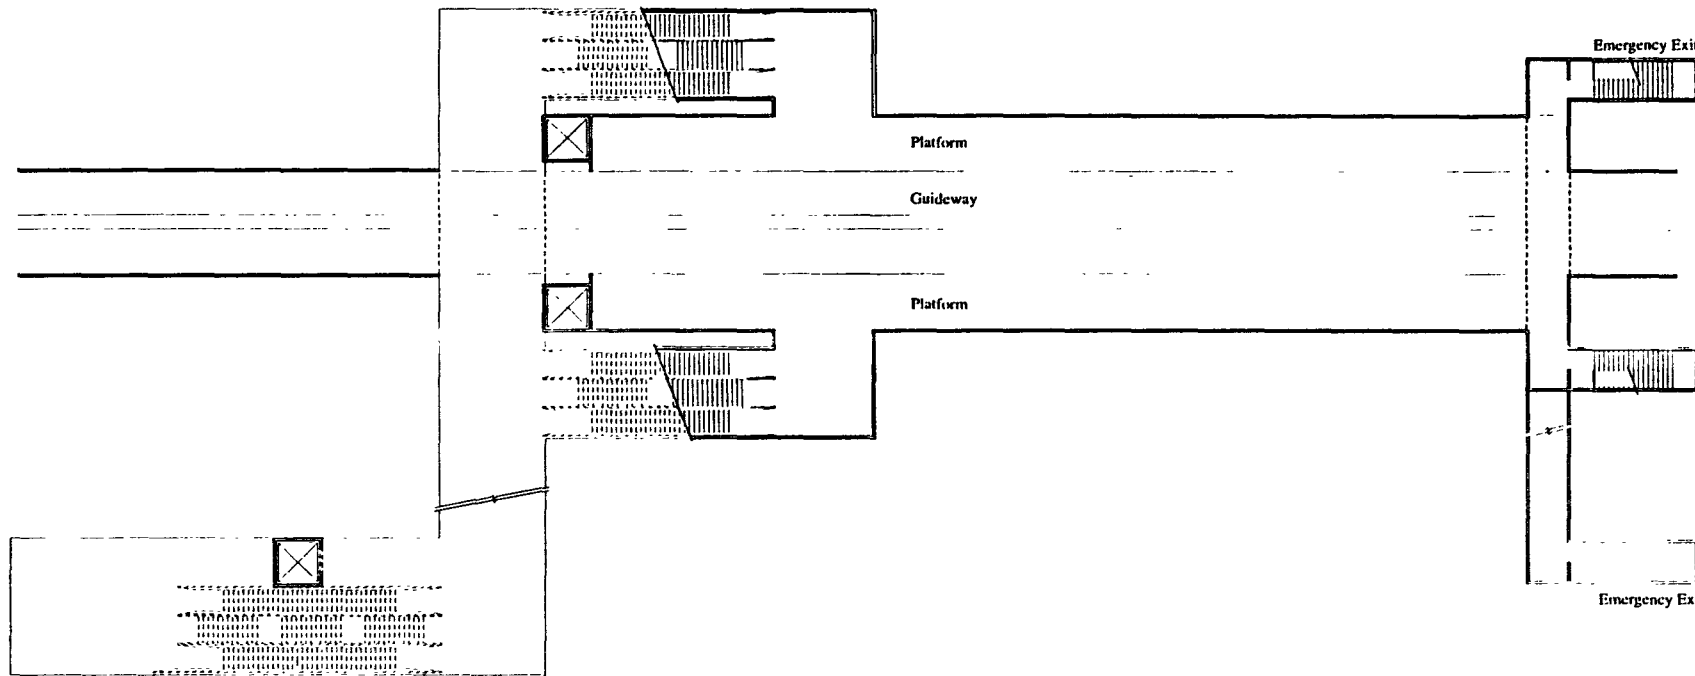 Emergency Exi
Platform
Guideway
Platform
Emergency Ex